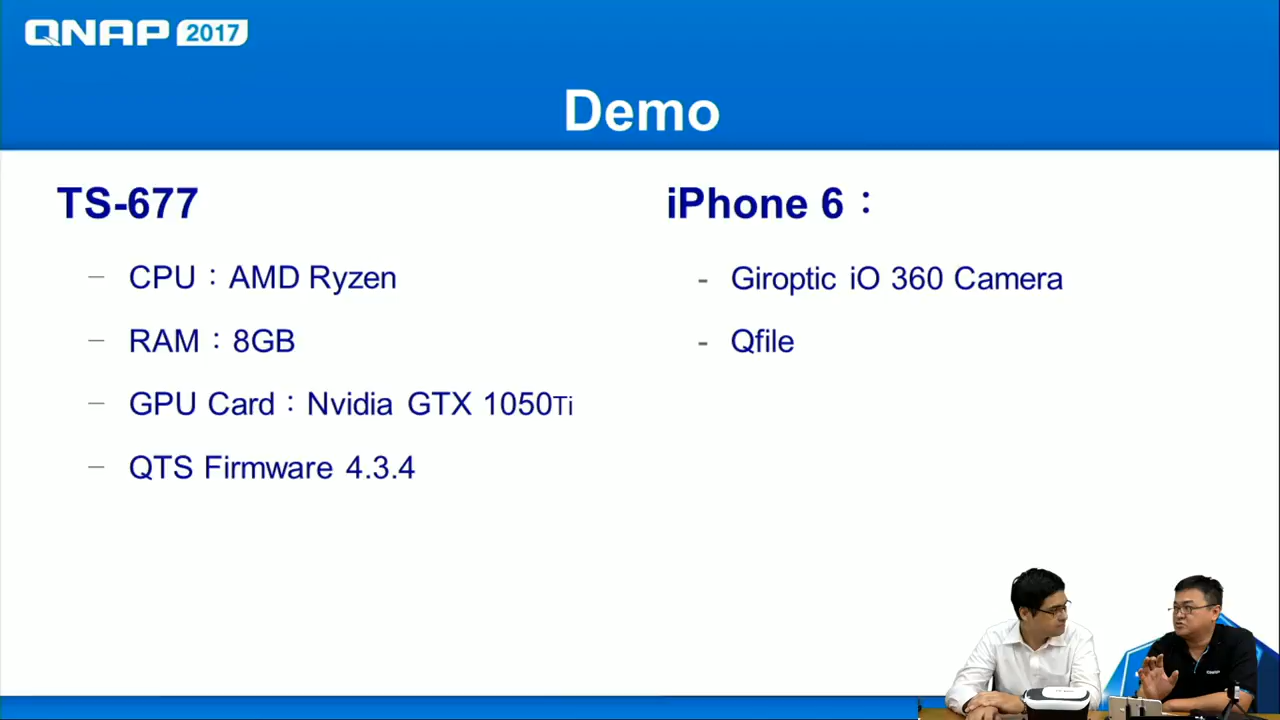 QNAP 2017
Demo
TS-677
– CPU：AMD Ryzen
– RAM：8GB
– GPU Card：Nvidia GTX 1050Ti
– QTS Firmware 4.3.4
iPhone 6：
- Giroptic iO 360 Camera
- Qfile
QNAP